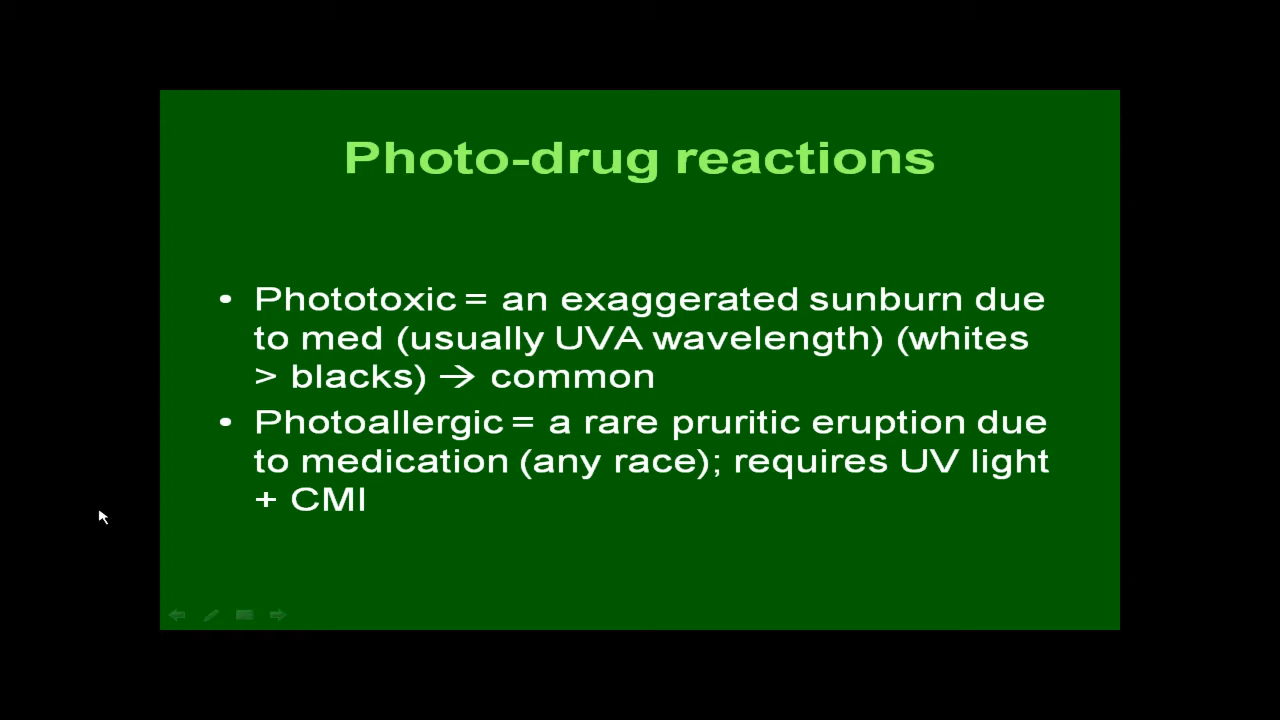 Photo-drug reactions
• Phototoxic = an exaggerated sunburn due
to med (usually UVA wavelength) (whites
> blacks) → common
• Photoallergic = a rare pruritic eruption due
to medication (any race); requires UV light
+ CMI